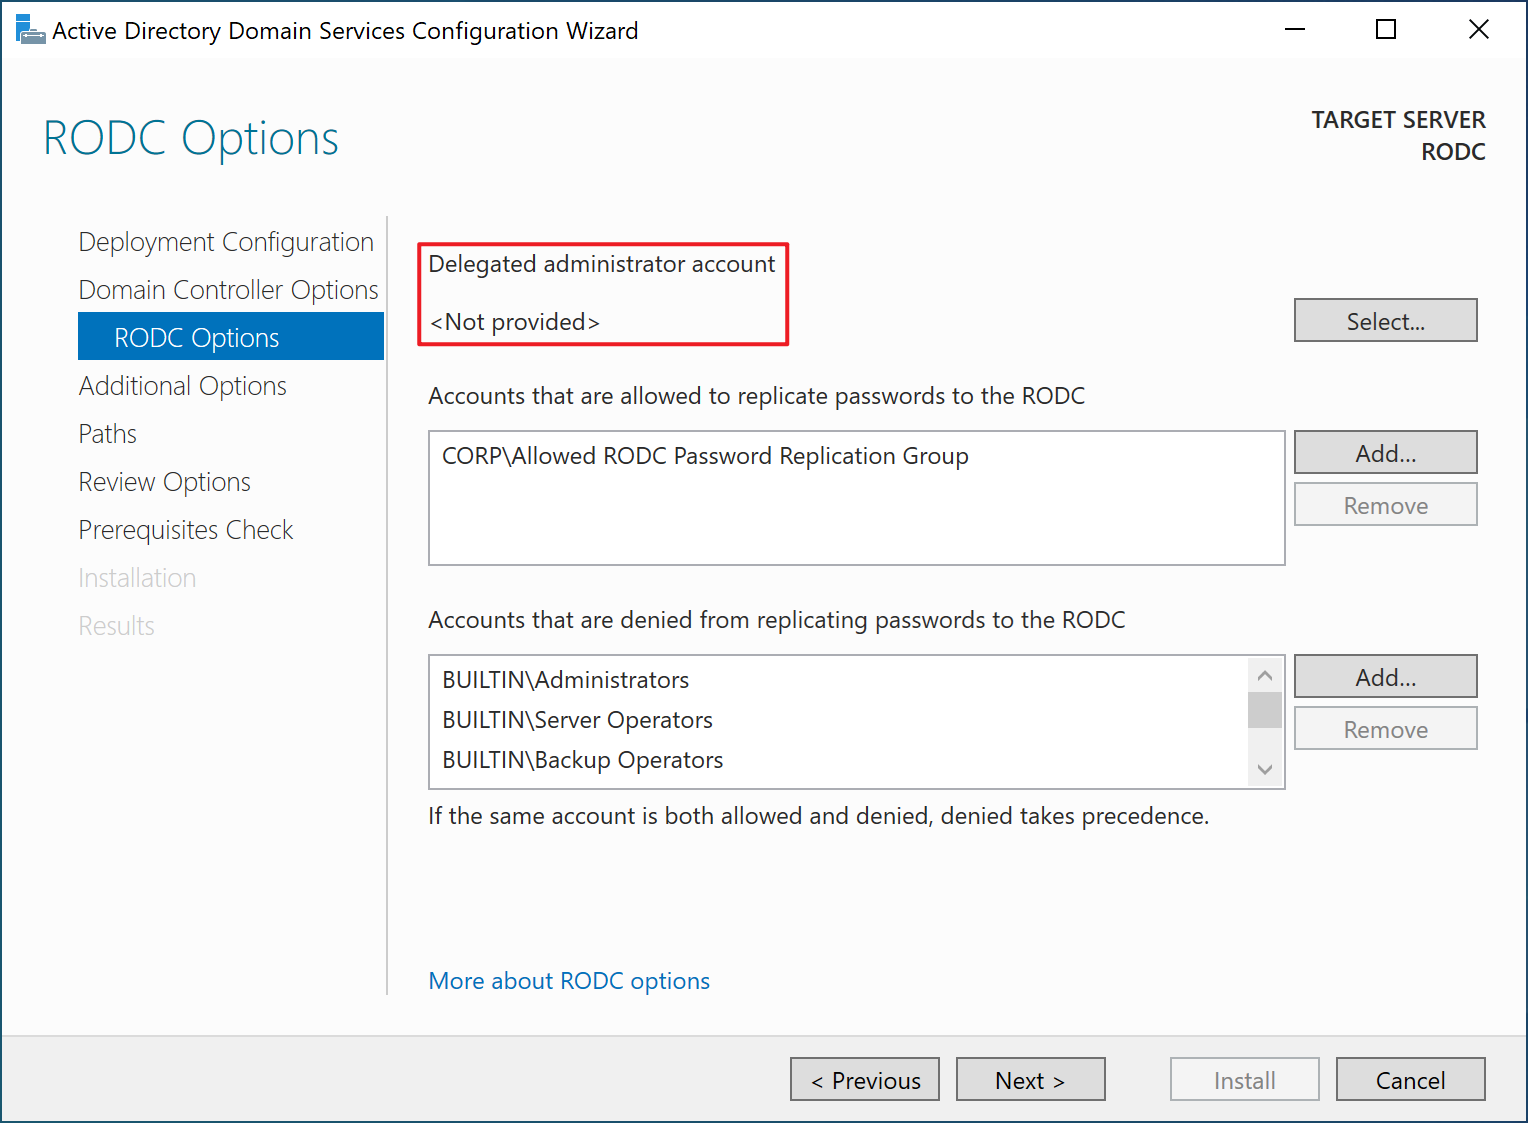 Active Directory Domain Services Configuration Wizard
RODC Options
TARGET SERVER
RODC
Deployment Configuration
Domain Controller Options
RODC Options
Additional Options
Paths
Review Options
Prerequisites Check
Installation
Results
Delegated administrator account
<Not provided>
Select...
Accounts that are allowed to replicate passwords to the RODC
CORP\Allowed RODC Password Replication Group
Add...
Remove
Accounts that are denied from replicating passwords to the RODC
BUILTIN\Administrators
BUILTIN\Server Operators
BUILTIN\Backup Operators
Add...
Remove
If the same account is both allowed and denied, denied takes precedence.
More about RODC options
< Previous
Next >
Install
Cancel